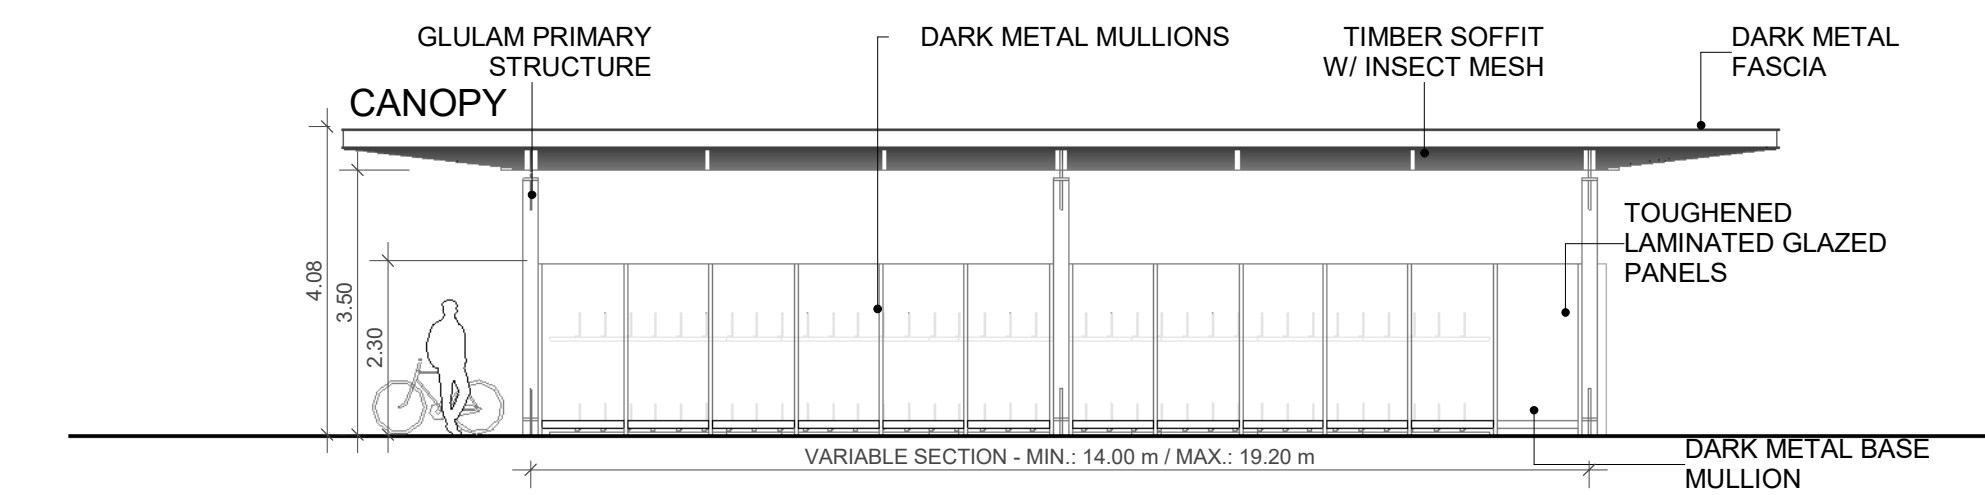 GLULAM PRIMARY
STRUCTURE
DARK METAL MULLIONS
TIMBER SOFFIT
W/ INSECT MESH
DARK METAL
FASCIA
CANOPY
TOUGHENED
LAMINATED GLAZED
PANELS
4.08
3.50
2.30
VARIABLE SECTION - MIN.: 14.00 m / MAX.: 19.20 m
DARK METAL BASE
MULLION